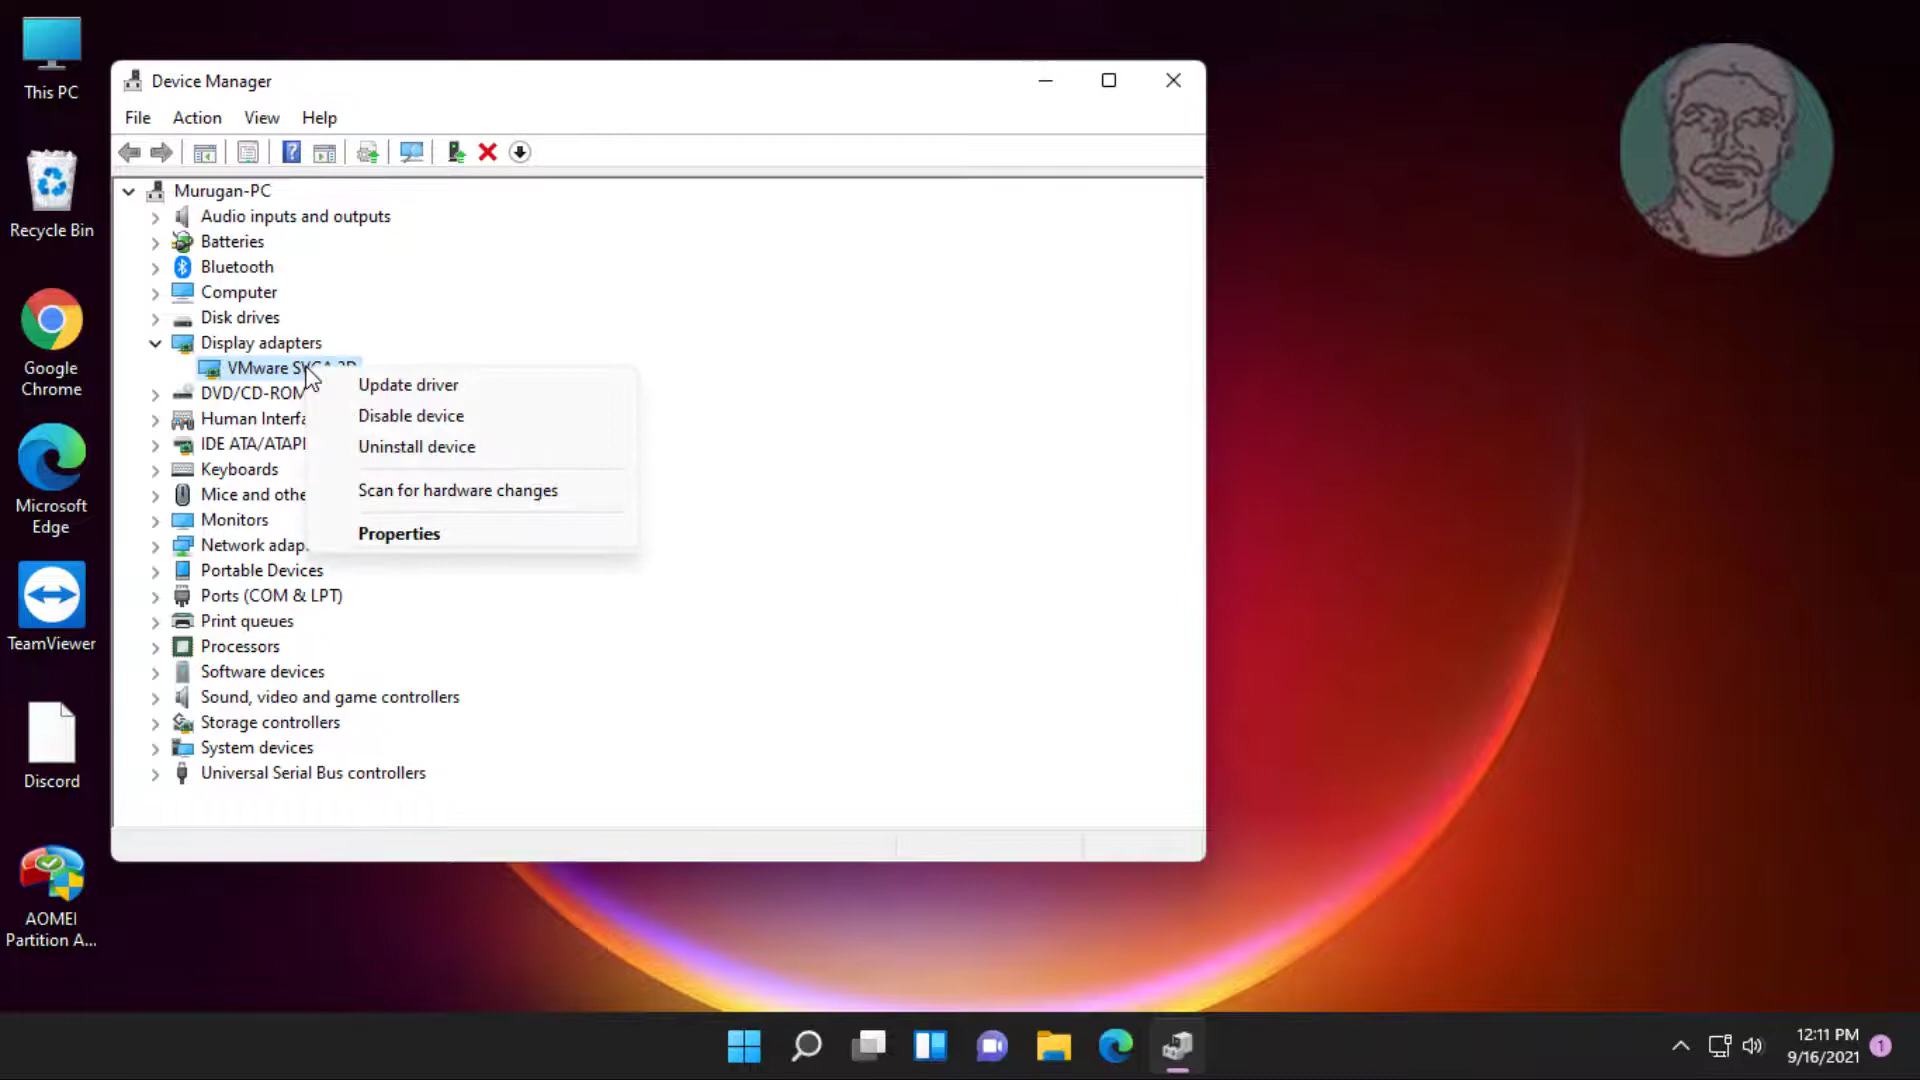 This PC
Recycle Bin
Google
Chrome
Microsoft
Edge
TeamViewer
Discord
AOMEI
Partition A...
Device Manager
File Action View Help
Murugan-PC
Audio inputs and outputs
Batteries
Bluetooth
Computer
Disk drives
Display adapters
VMware SVGA 3D
DVD/CD-ROM
Human Interfa
IDE ATA/ATAPI
Keyboards
Mice and othe
Monitors
Network adap
Portable Devices
Ports (COM & LPT)
Print queues
Processors
Software devices
Sound, video and game controllers
Storage controllers
System devices
Universal Serial Bus controllers
Update driver
Disable device
Uninstall device
Scan for hardware changes
Properties
12:11 PM
9/16/2021
1